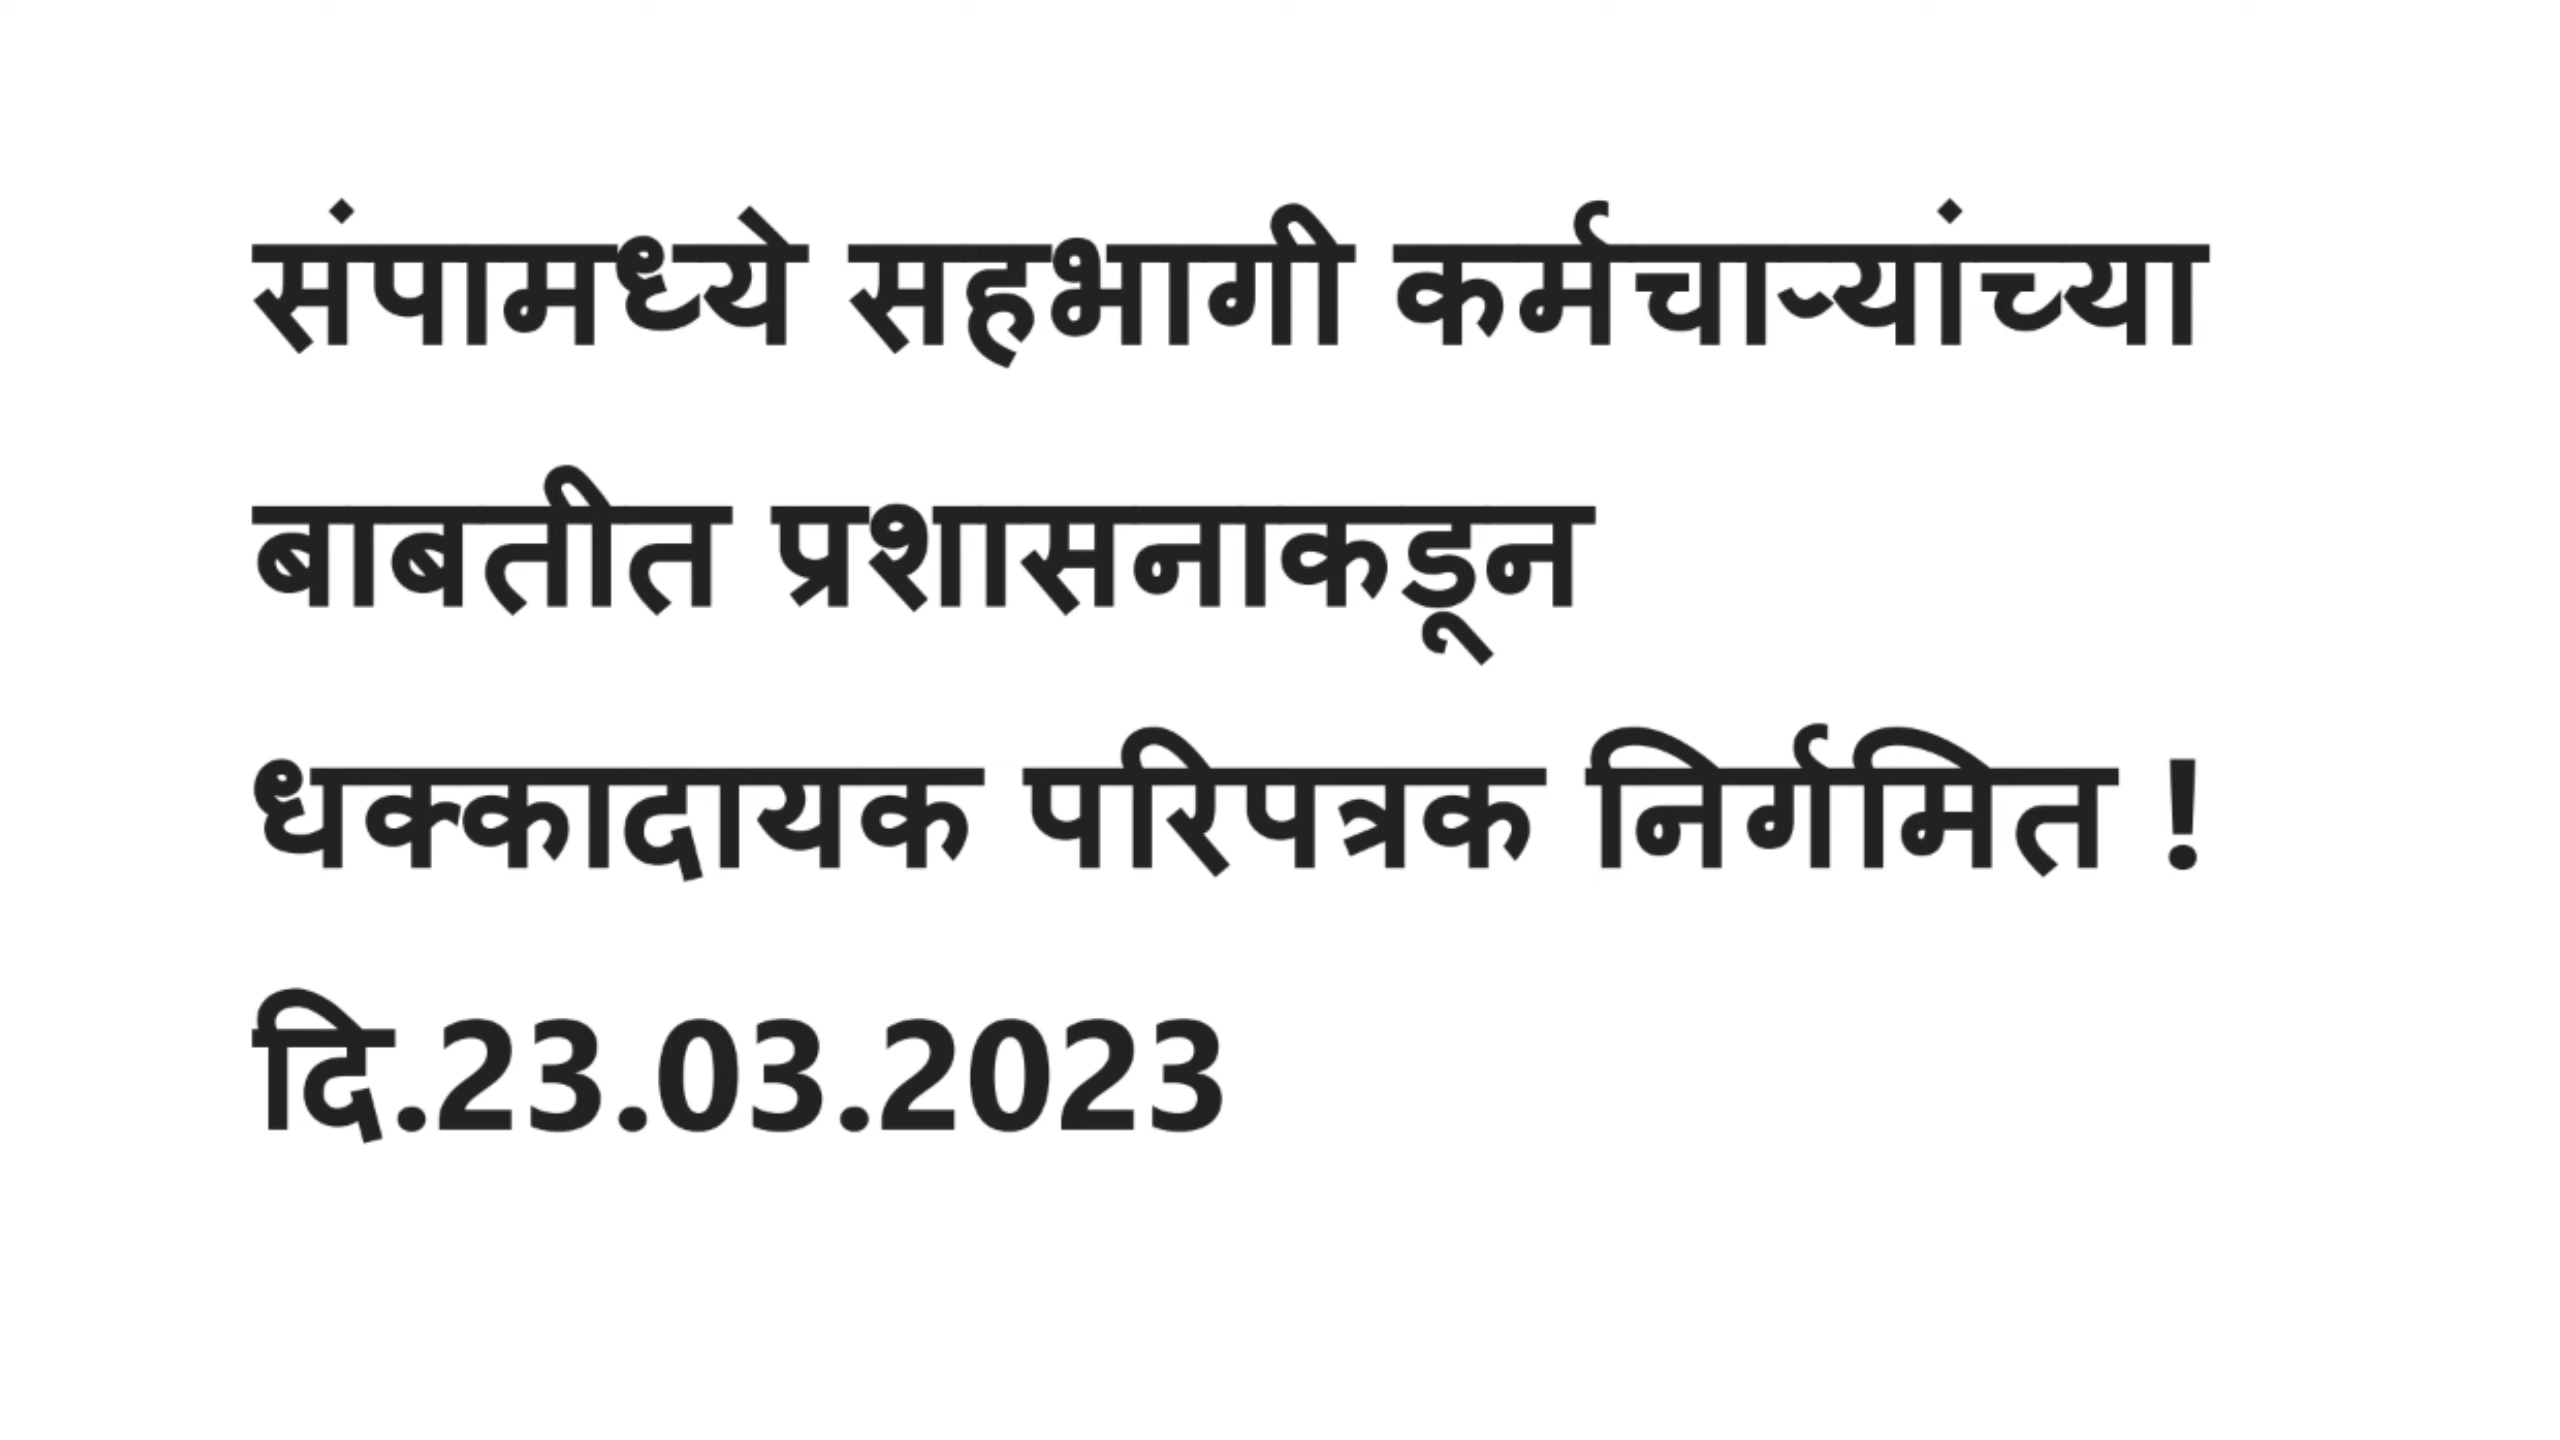 संपामध्ये सहभागी कर्मचाऱ्यांच्या
बाबतीत प्रशासनाकडून
धक्कादायक परिपत्रक निर्गमित !
दि.23.03.2023